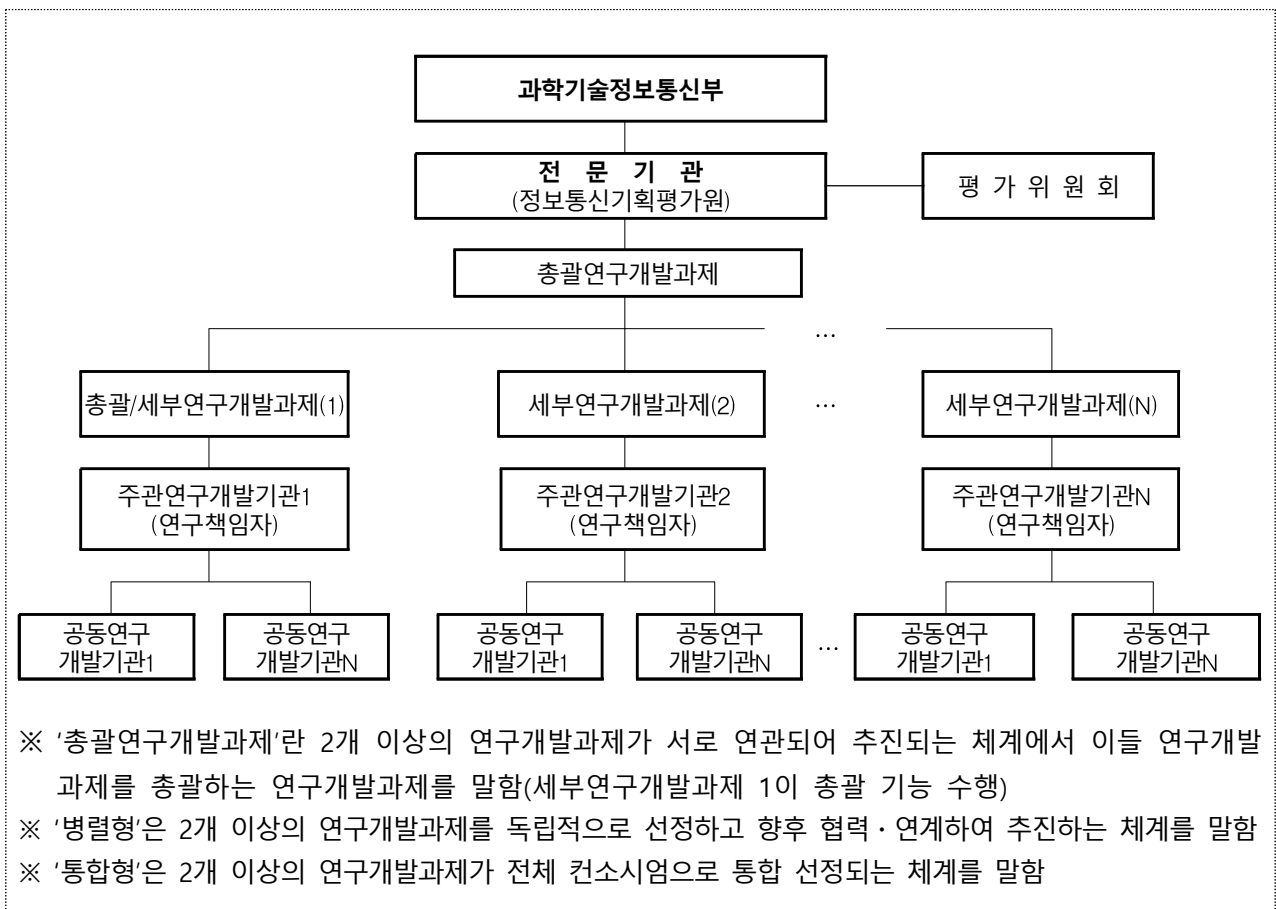 과학기술정보통신부
전 문 기 관
(정보통신기획평가원)
평 가 위 원 회
총괄연구개발과제
…
총괄/세부연구개발과제(1)
세부연구개발과제(2)
…
세부연구개발과제(N)
주관연구개발기관1
(연구책임자)
주관연구개발기관2
(연구책임자)
주관연구개발기관N
(연구책임자)
공동연구
개발기관1
공동연구
개발기관N
공동연구
개발기관1
공동연구
개발기관N
…
공동연구
개발기관1
공동연구
개발기관N
※ '총괄연구개발과제'란 2개 이상의 연구개발과제가 서로 연관되어 추진되는 체계에서 이들 연구개발
과제를 총괄하는 연구개발과제를 말함(세부연구개발과제 1이 총괄 기능 수행)
※ '병렬형'은 2개 이상의 연구개발과제를 독립적으로 선정하고 향후 협력·연계하여 추진하는 체계를 말함
※ '통합형'은 2개 이상의 연구개발과제가 전체 컨소시엄으로 통합 선정되는 체계를 말함